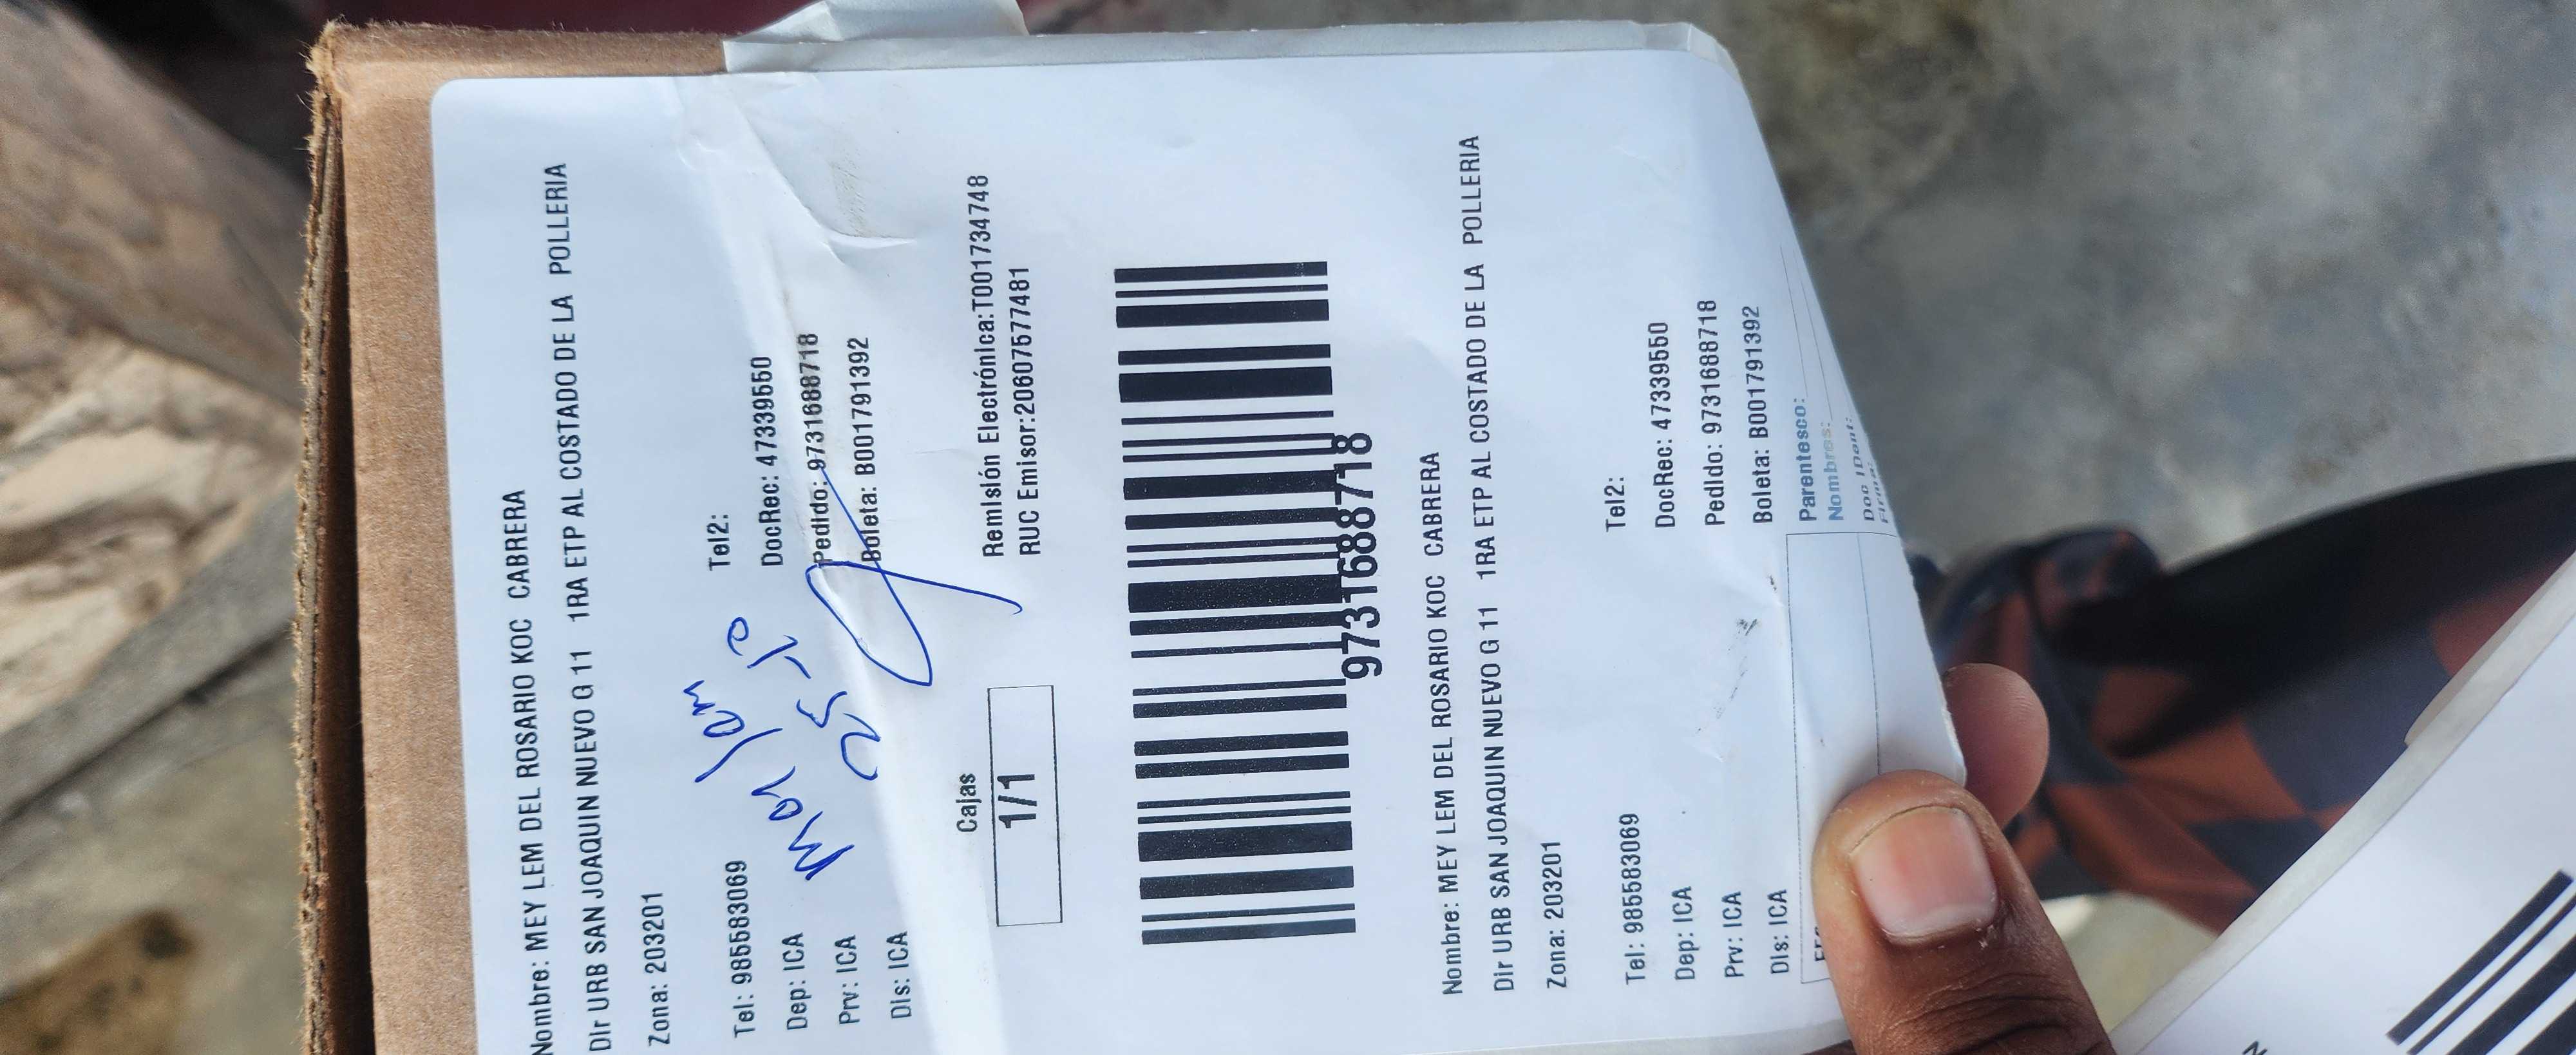 Nombre: MEY LEM DEL ROSARIO KOC CABRERA
Dir URB SAN JOAQUIN NUEVO G 11 1RA ETP AL COSTADO DE LA POLLERIA
Zona: 203201
Tel: 985583069 Tel2:
Dep: ICA DocRec: 47339550
Prv: ICA Pedido: 9731688718
Dis: ICA Boleta: B001791392
25-10
Cajas
1/1
Remisión Electrónica:T001734748
RUC Emisor:20607577481
9731688718
Nombre: MEY LEM DEL ROSARIO KOC CABRERA
Dir URB SAN JOAQUIN NUEVO G 11 1RA ETP AL COSTADO DE LA POLLERIA
Zona: 203201
Tel: 985583069 Tel2:
Dep: ICA DocRec: 47339550
Prv: ICA Pedido: 9731688718
Dis: ICA Boleta: B001791392
Parentesco:
Nombres:
Doc IDent:
Firma: